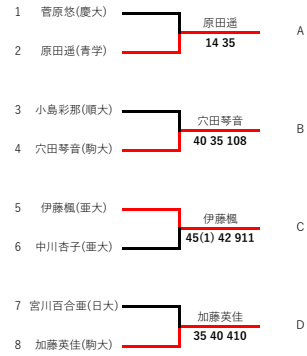 1 菅原悠(慶大)
原田遥 A
14 35
2 原田遥(青学)
3 小島彩那(順大)
穴田琴音 B
40 35 108
4 穴田琴音(駒大)
5 伊藤楓(亜大)
伊藤楓 C
45(1) 42 911
6 中川杏子(亜大)
7 宮川百合亜(日大)
加藤英佳 D
35 40 410
8 加藤英佳(駒大)